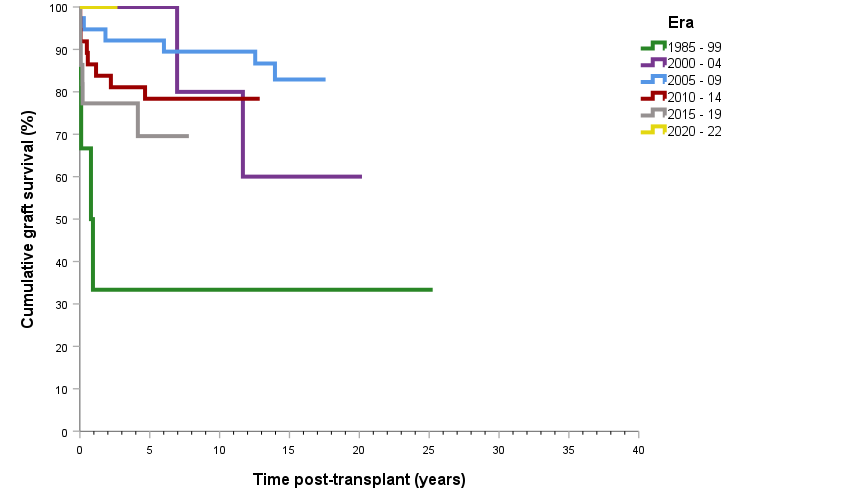 Cumulative graft survival (%)
100
90
80
70
60
50
40
30
20
10
0
0 5 10 15 20 25 30 35 40
Time post-transplant (years)
Era
1985 - 99
2000 - 04
2005 - 09
2010 - 14
2015 - 19
2020 - 22